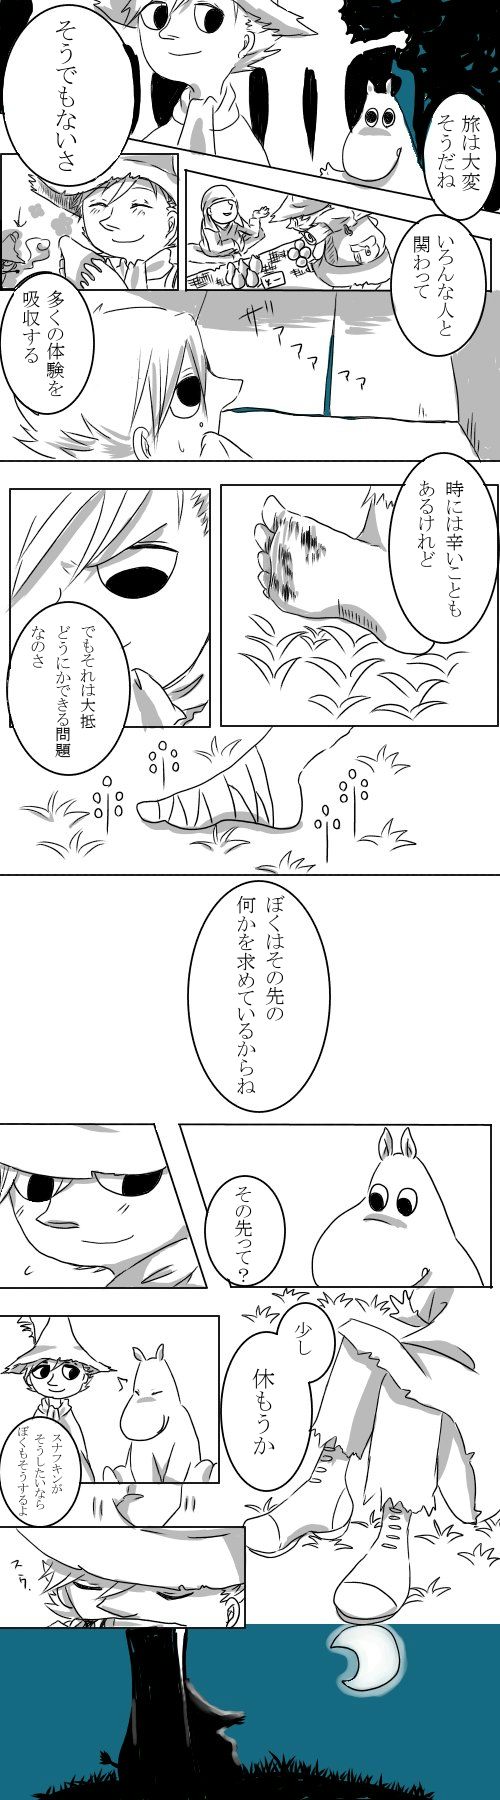 旅は大変
そうだね
そうでもないさ
いろんな人と
関わって
多くの体験を
吸収する
ザァァァァ
時には辛いことも
あるけれど
でもそれは大抵
どうにかできる問題
なのさ
ぼくはその先の
何かを求めているからね
その先って？
少し
休もうか
スナフキンが
そうしたいなら
ぼくもそうするよ
スゥ.